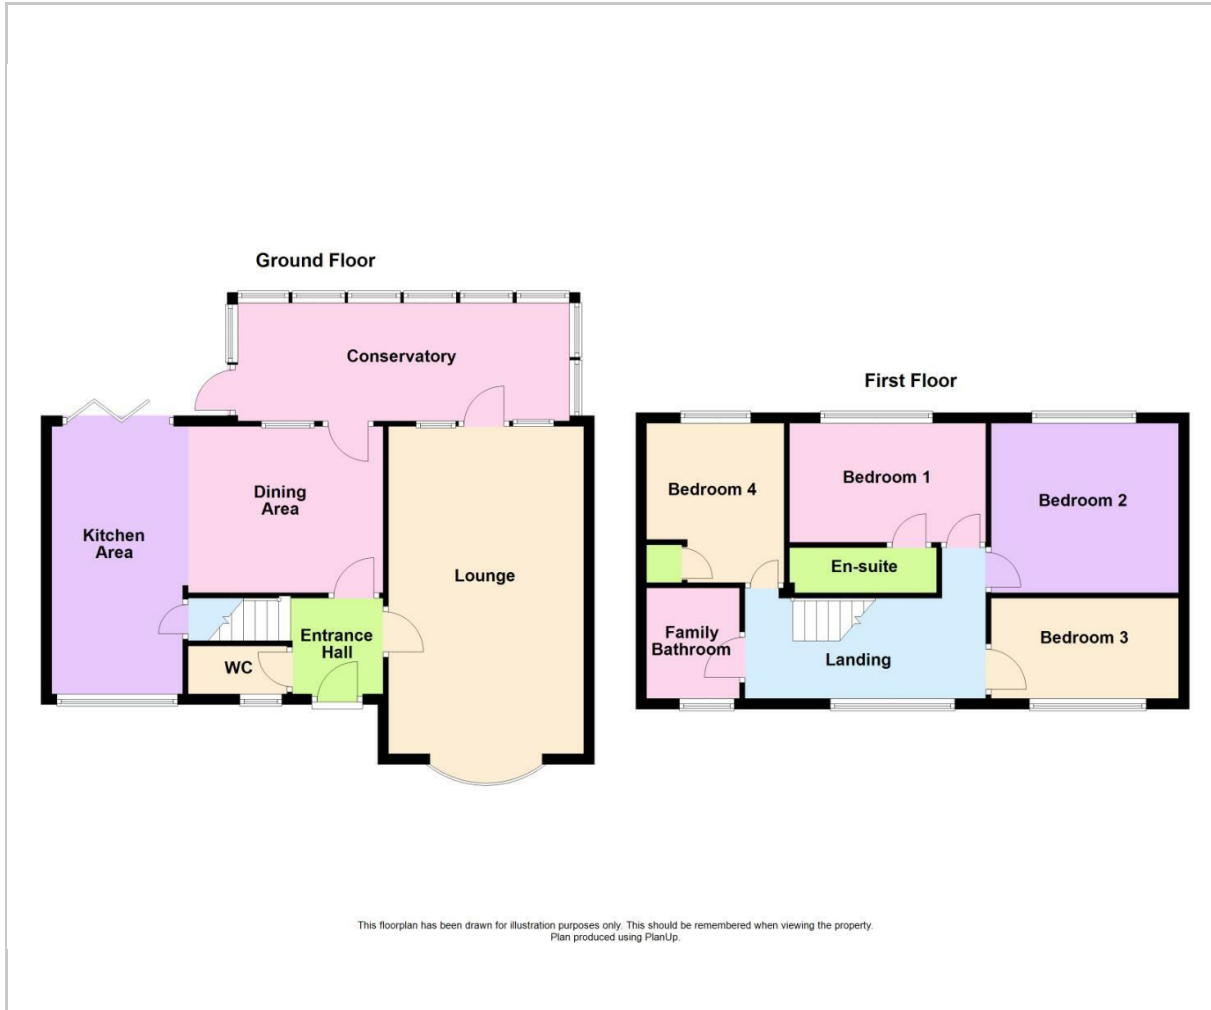 Ground Floor
Conservatory
Dining
Area
Kitchen
Area
Lounge
Entrance
Hall
WC
First Floor
Bedroom 4
Bedroom 1
Bedroom 2
En-suite
Family
Bathroom
Landing
Bedroom 3
This floorplan has been drawn for illustration purposes only. This should be remembered when viewing the property.
Plan produced using PlanUp.